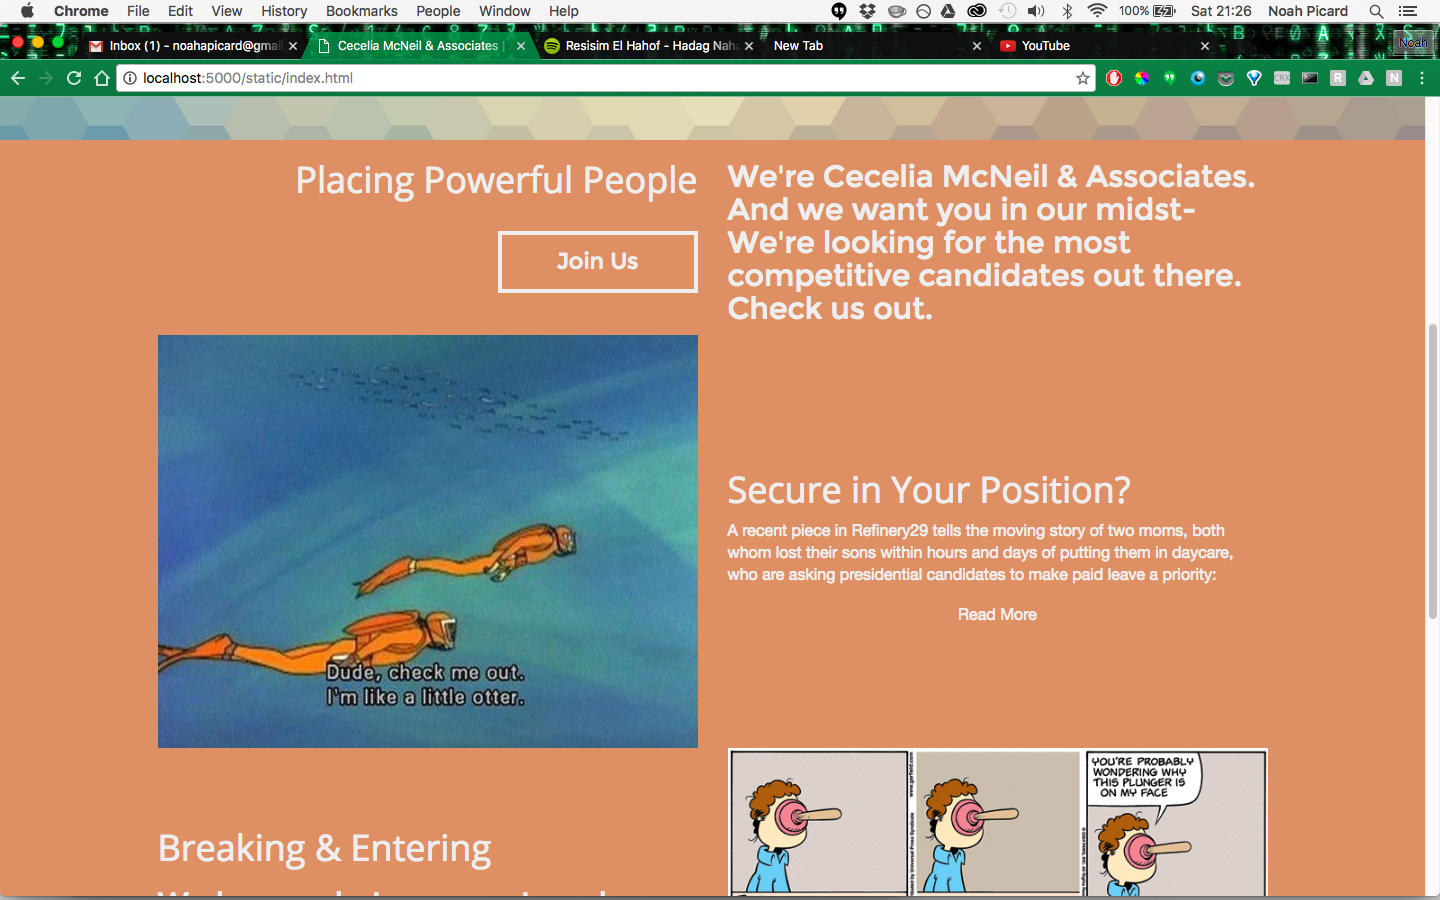 Chrome File Edit View History Bookmarks People Window Help 100% Sat 21:26 Noah Picard
Inbox (1) - noahapicard@gmai
Cecelia McNeil & Associates |
Resisim El Hahof - Hadag Naha
New Tab
YouTube
Noah
localhost:5000/static/index.html
CRX
R
N
Placing Powerful People
Join Us
We're Cecelia McNeil & Associates.
And we want you in our midst-
We're looking for the most
competitive candidates out there.
Check us out.
Dude, check me out.
I'm like a little otter.
Secure in Your Position?
A recent piece in Refinery29 tells the moving story of two moms, both
whom lost their sons within hours and days of putting them in daycare,
who are asking presidential candidates to make paid leave a priority:
Read More
www.garfield.com
YOU'RE PROBABLY
WONDERING WHY
THIS PLUNGER IS
ON MY FACE
Breaking & Entering